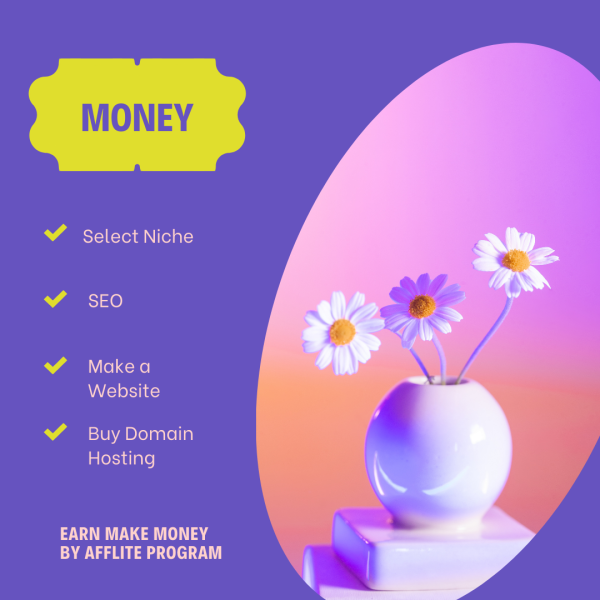 MONEY
Select Niche
SEO
Make a
Website
Buy Domain
Hosting
EARN MAKE MONEY
BY AFFLITE PROGRAM